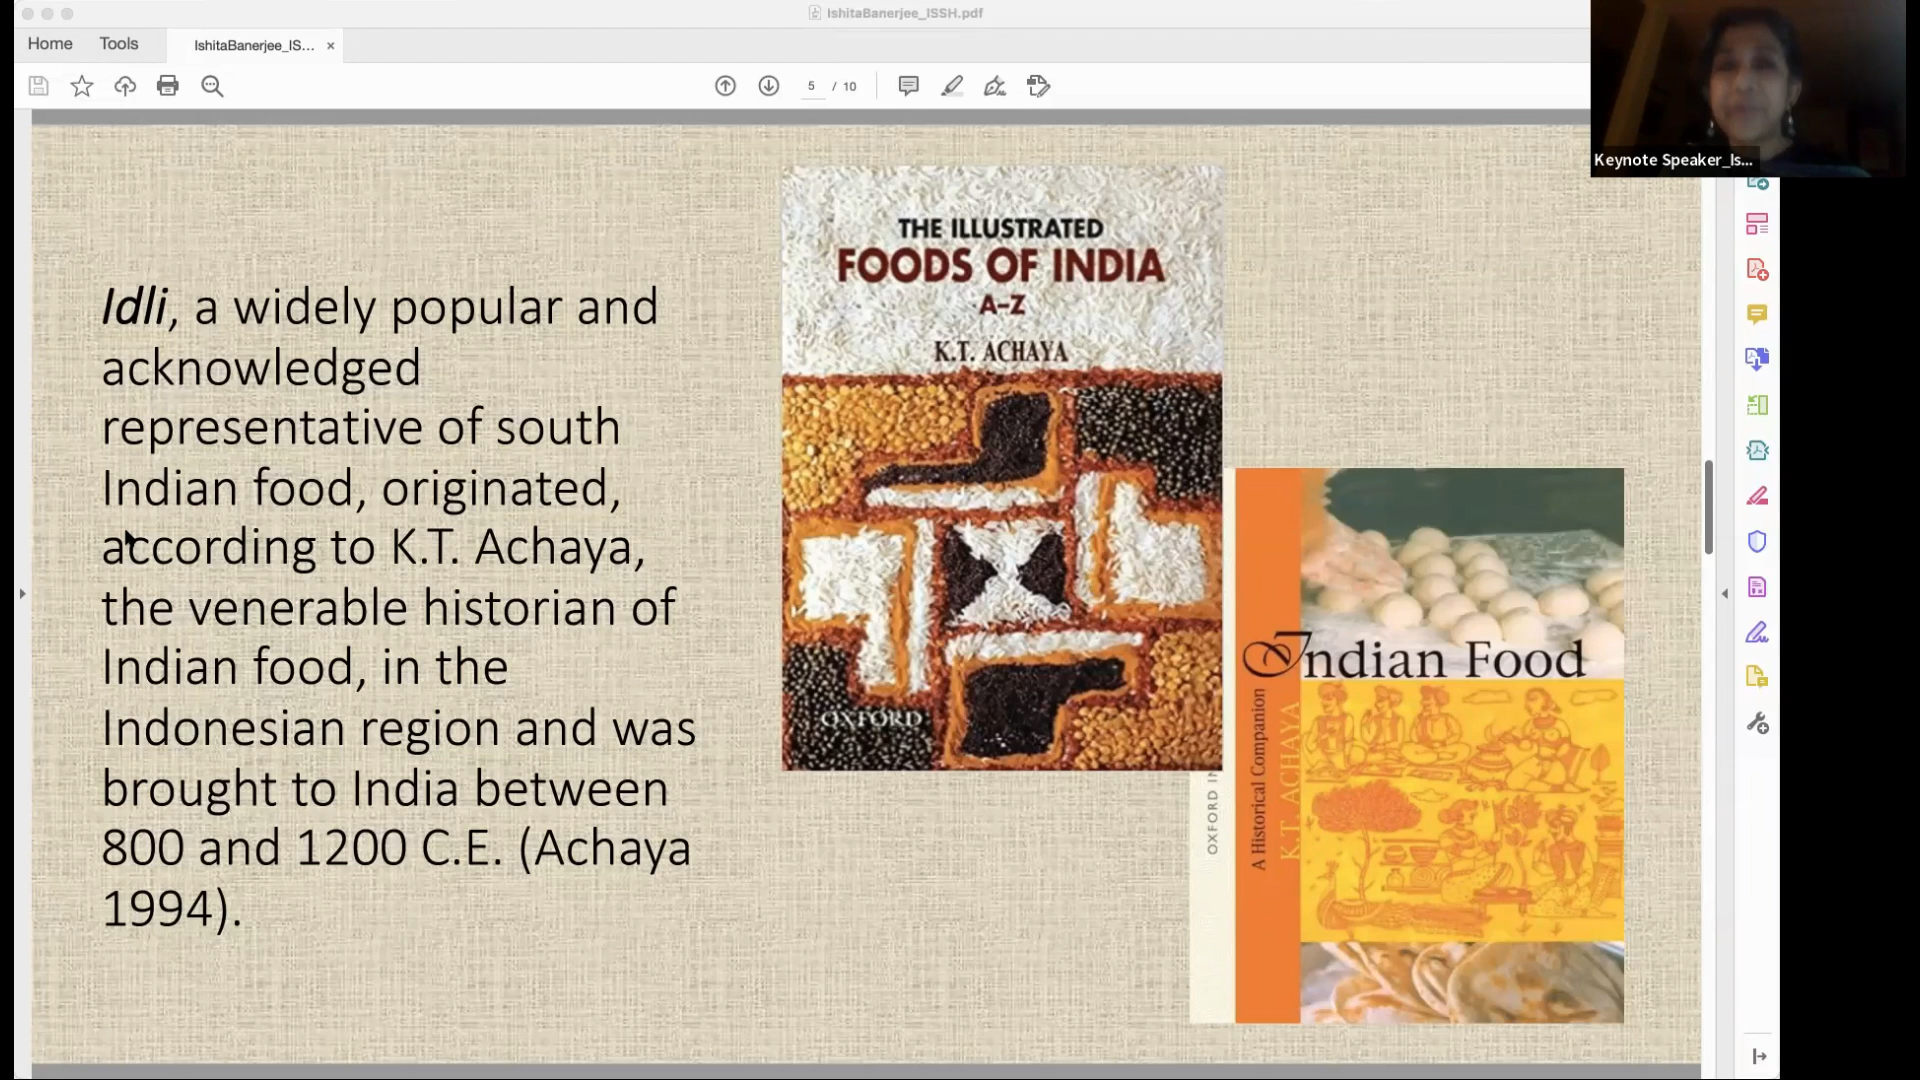 IshitaBanerjee_ISSH.pdf
Home Tools IshitaBanerjee_IS... ×
5 / 10
Keynote Speaker_Is...
Idli, a widely popular and
acknowledged
representative of south
Indian food, originated,
according to K.T. Achaya,
the venerable historian of
Indian food, in the
Indonesian region and was
brought to India between
800 and 1200 C.E. (Achaya
1994).
THE ILLUSTRATED
FOODS OF INDIA
A–Z
K.T. ACHAYA
OXFORD
Indian Food
A Historical Companion
K.T. ACHAYA
OXFORD IN